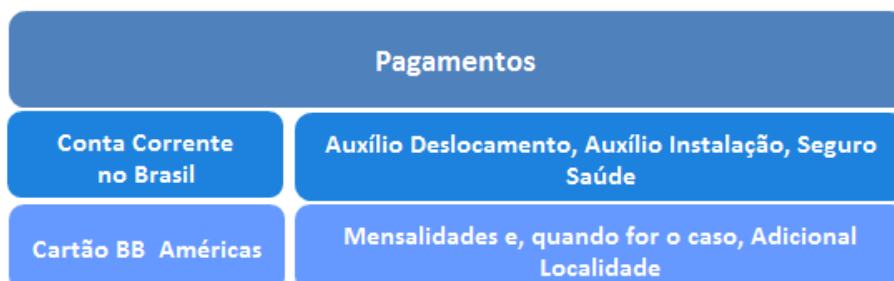 Pagamentos
Conta Corrente
no Brasil
Auxílio Deslocamento, Auxílio Instalação, Seguro
Saúde
Cartão BB Américas
Mensalidades e, quando for o caso, Adicional
Localidade